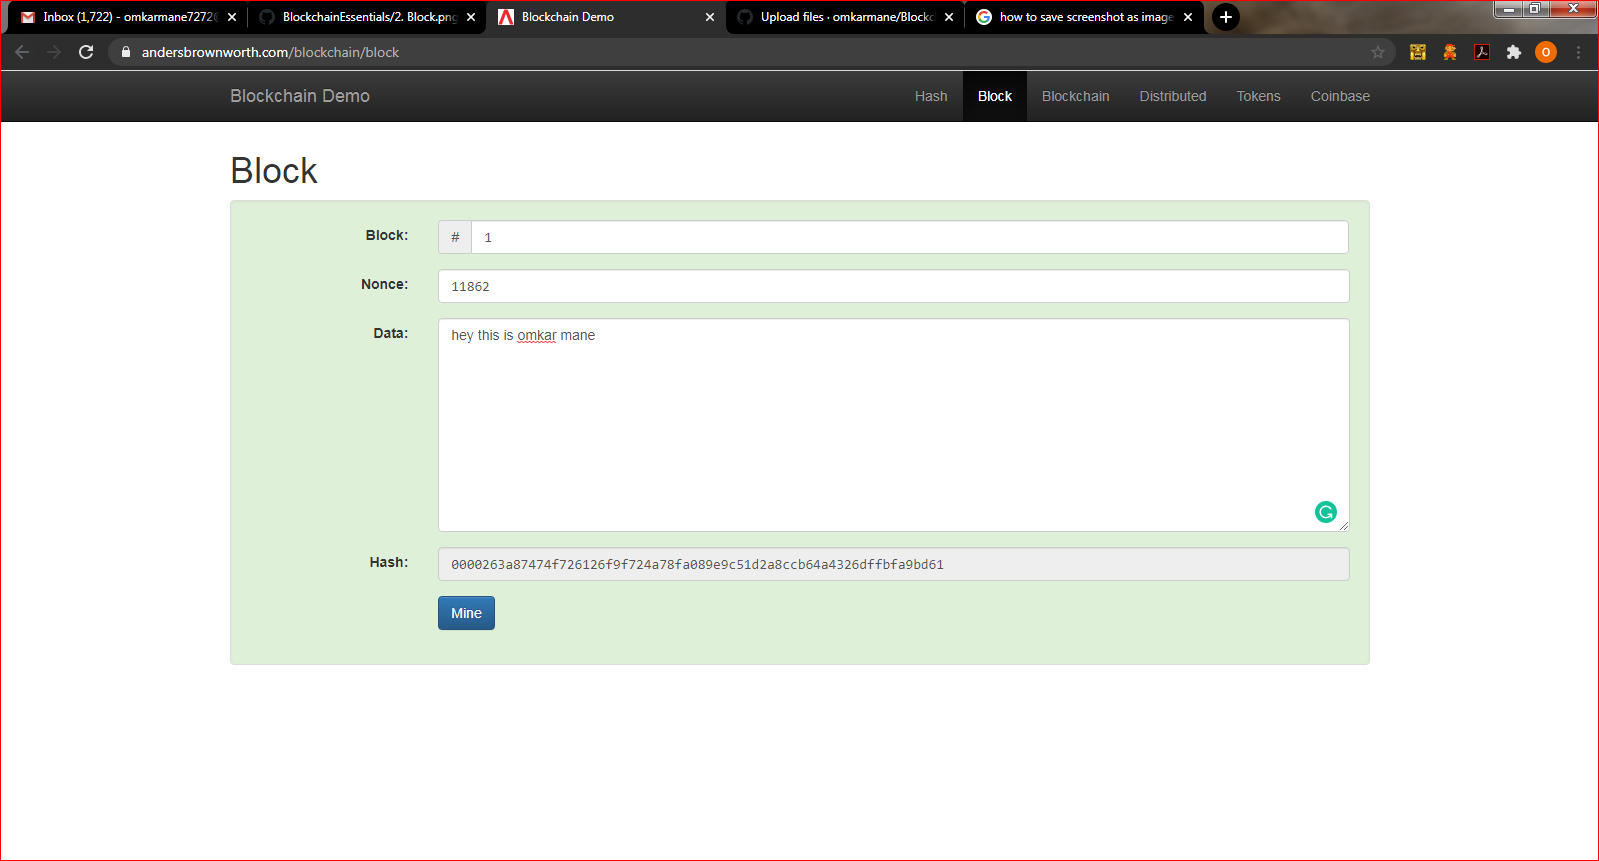 Inbox (1,722) - omkarmane7272@
BlockchainEssentials/2. Block.png
Blockchain Demo
Upload files · omkarmane/Blockc
how to save screenshot as image
andersbrownworth.com/blockchain/block
O
Blockchain Demo
Hash
Block
Blockchain
Distributed
Tokens
Coinbase
Block
Block:
# 1
Nonce:
11862
Data:
hey this is omkar mane
Hash:
0000263a87474f726126f9f724a78fa089e9c51d2a8ccb64a4326dffbfa9bd61
Mine